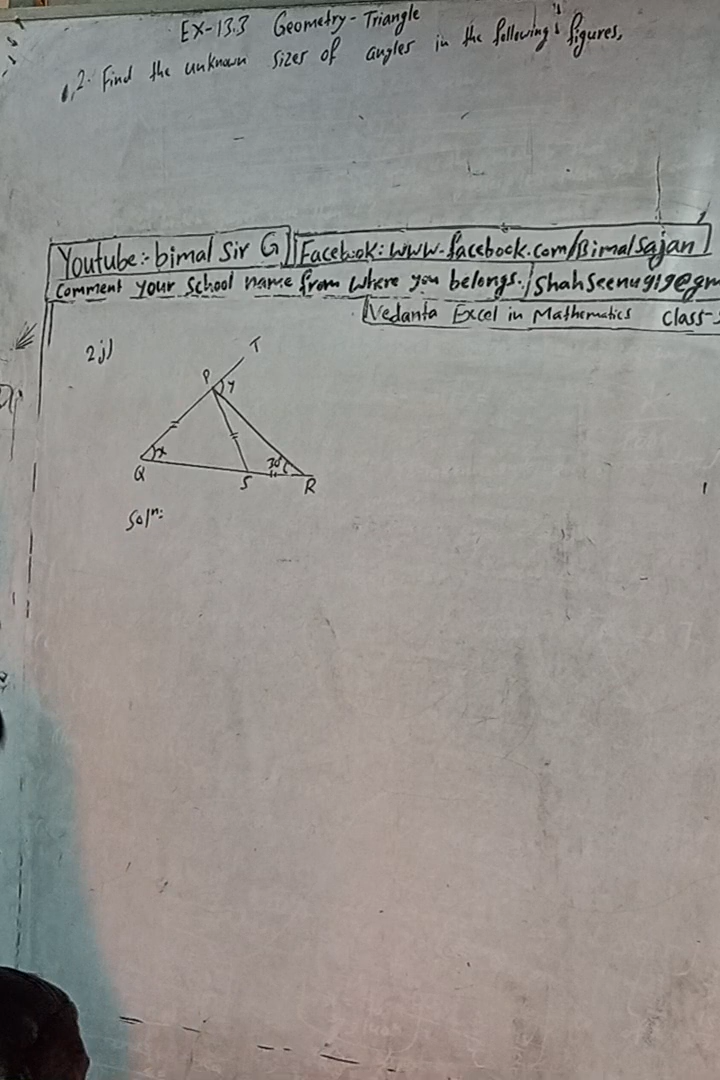 EX-13.3 Geometry-Triangle
2. Find the unknown sizes of angles in the following figures,
Youtube:- bimal Sir G
Facebook: www.facebook.com/Bimalsajan
Comment your School name from where you belongs./
Vedanta Excel in Mathematics Class-
2j)
T
P
y
x
30
Q
S
R
Soln: